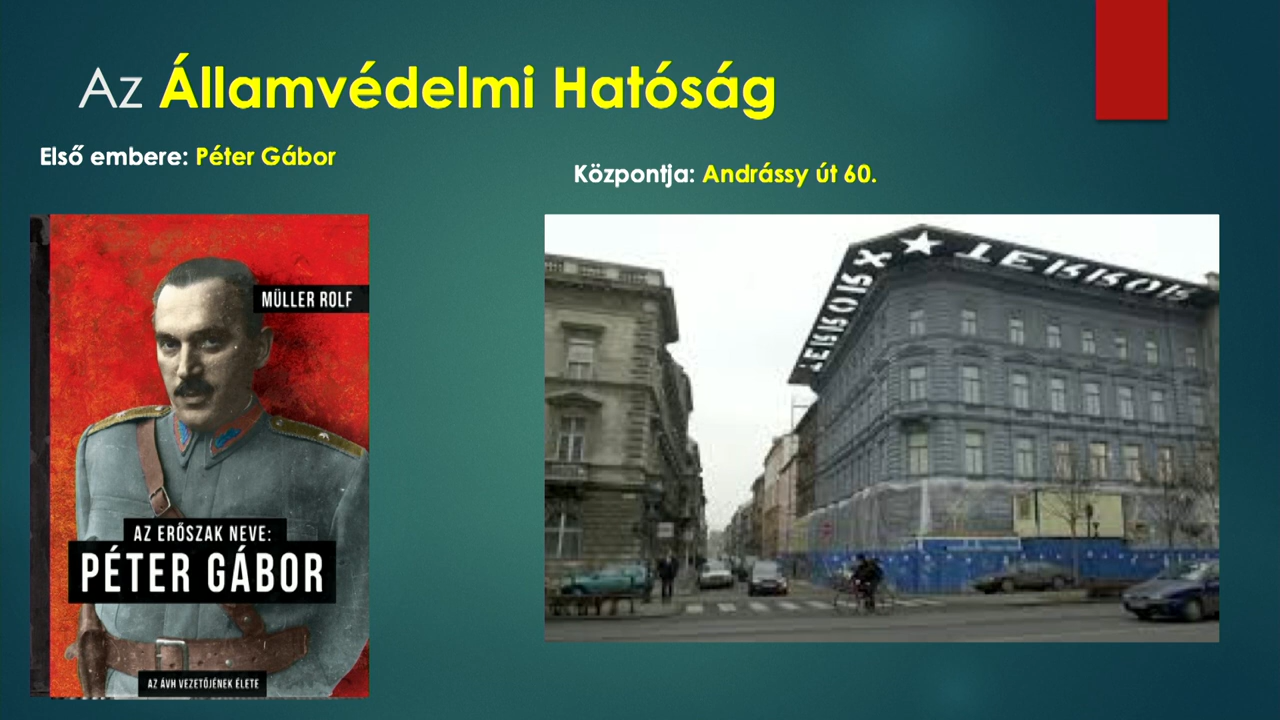 Az Államvédelmi Hatóság
Első embere: Péter Gábor
Központja: Andrássy út 60.
MÜLLER ROLF
AZ ERŐSZAK NEVE:
PÉTER GÁBOR
AZ ÁVH VEZETŐJÉNEK ÉLETE
TERROR
TERROR